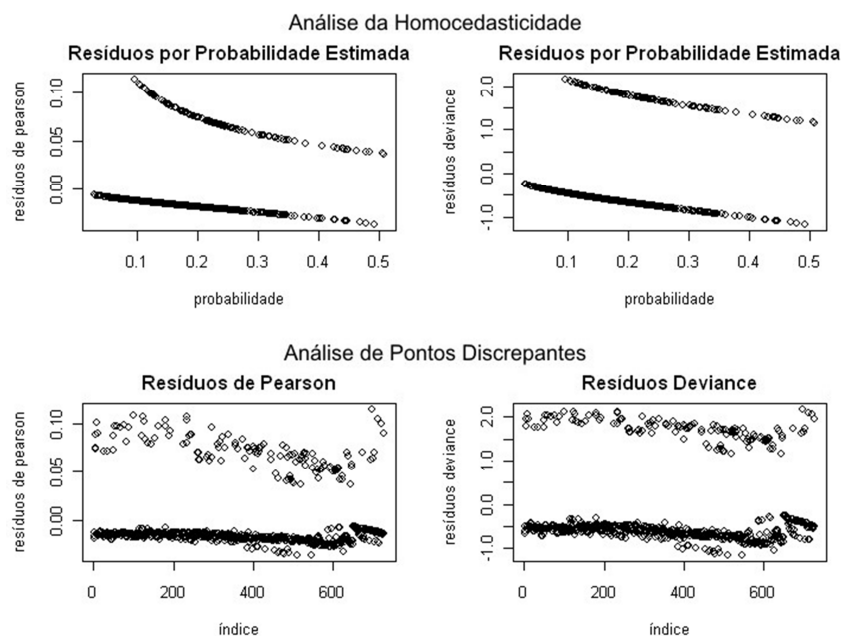 Análise da Homocedasticidade
Resíduos por Probabilidade Estimada
resíduos de pearson
0.10
0.05
0.00
0.1 0.2 0.3 0.4 0.5
probabilidade
Resíduos por Probabilidade Estimada
resíduos deviance
2.0
1.0
0.0
-1.0
0.1 0.2 0.3 0.4 0.5
probabilidade
Análise de Pontos Discrepantes
Resíduos de Pearson
resíduos de pearson
0.10
0.05
0.00
0 200 400 600
índice
Resíduos Deviance
resíduos deviance
2.0
1.0
0.0
-1.0
0 200 400 600
índice